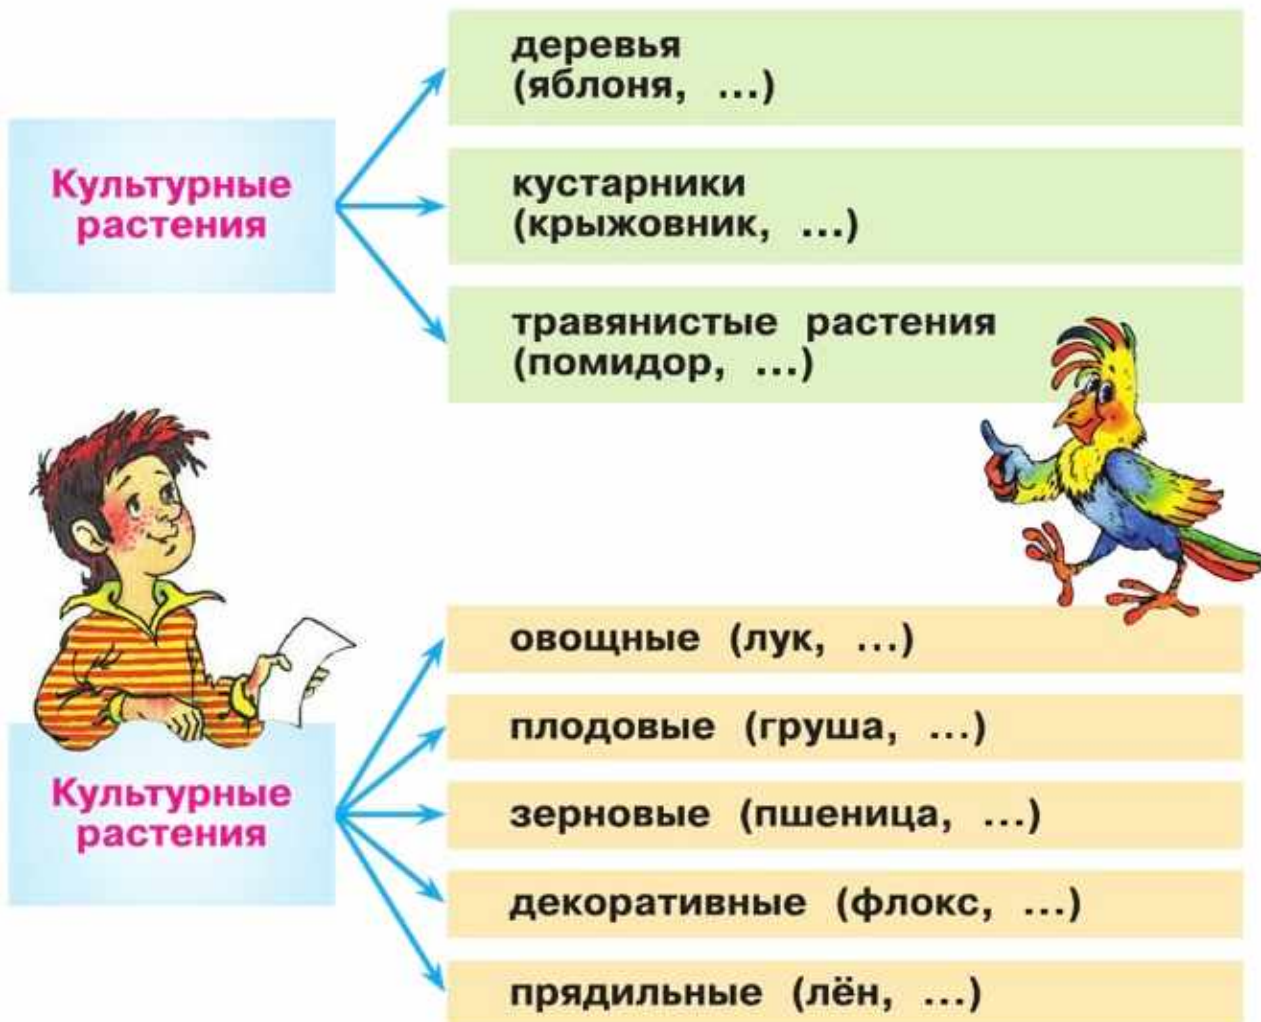 деревья
(яблоня, ...)
Культурные
растения
кустарники
(крыжовник, ...)
травянистые растения
(помидор, ...)
овощные (лук, ...)
плодовые (груша, ...)
Культурные
растения
зерновые (пшеница, ...)
декоративные (флокс, ...)
прядильные (лён, ...)